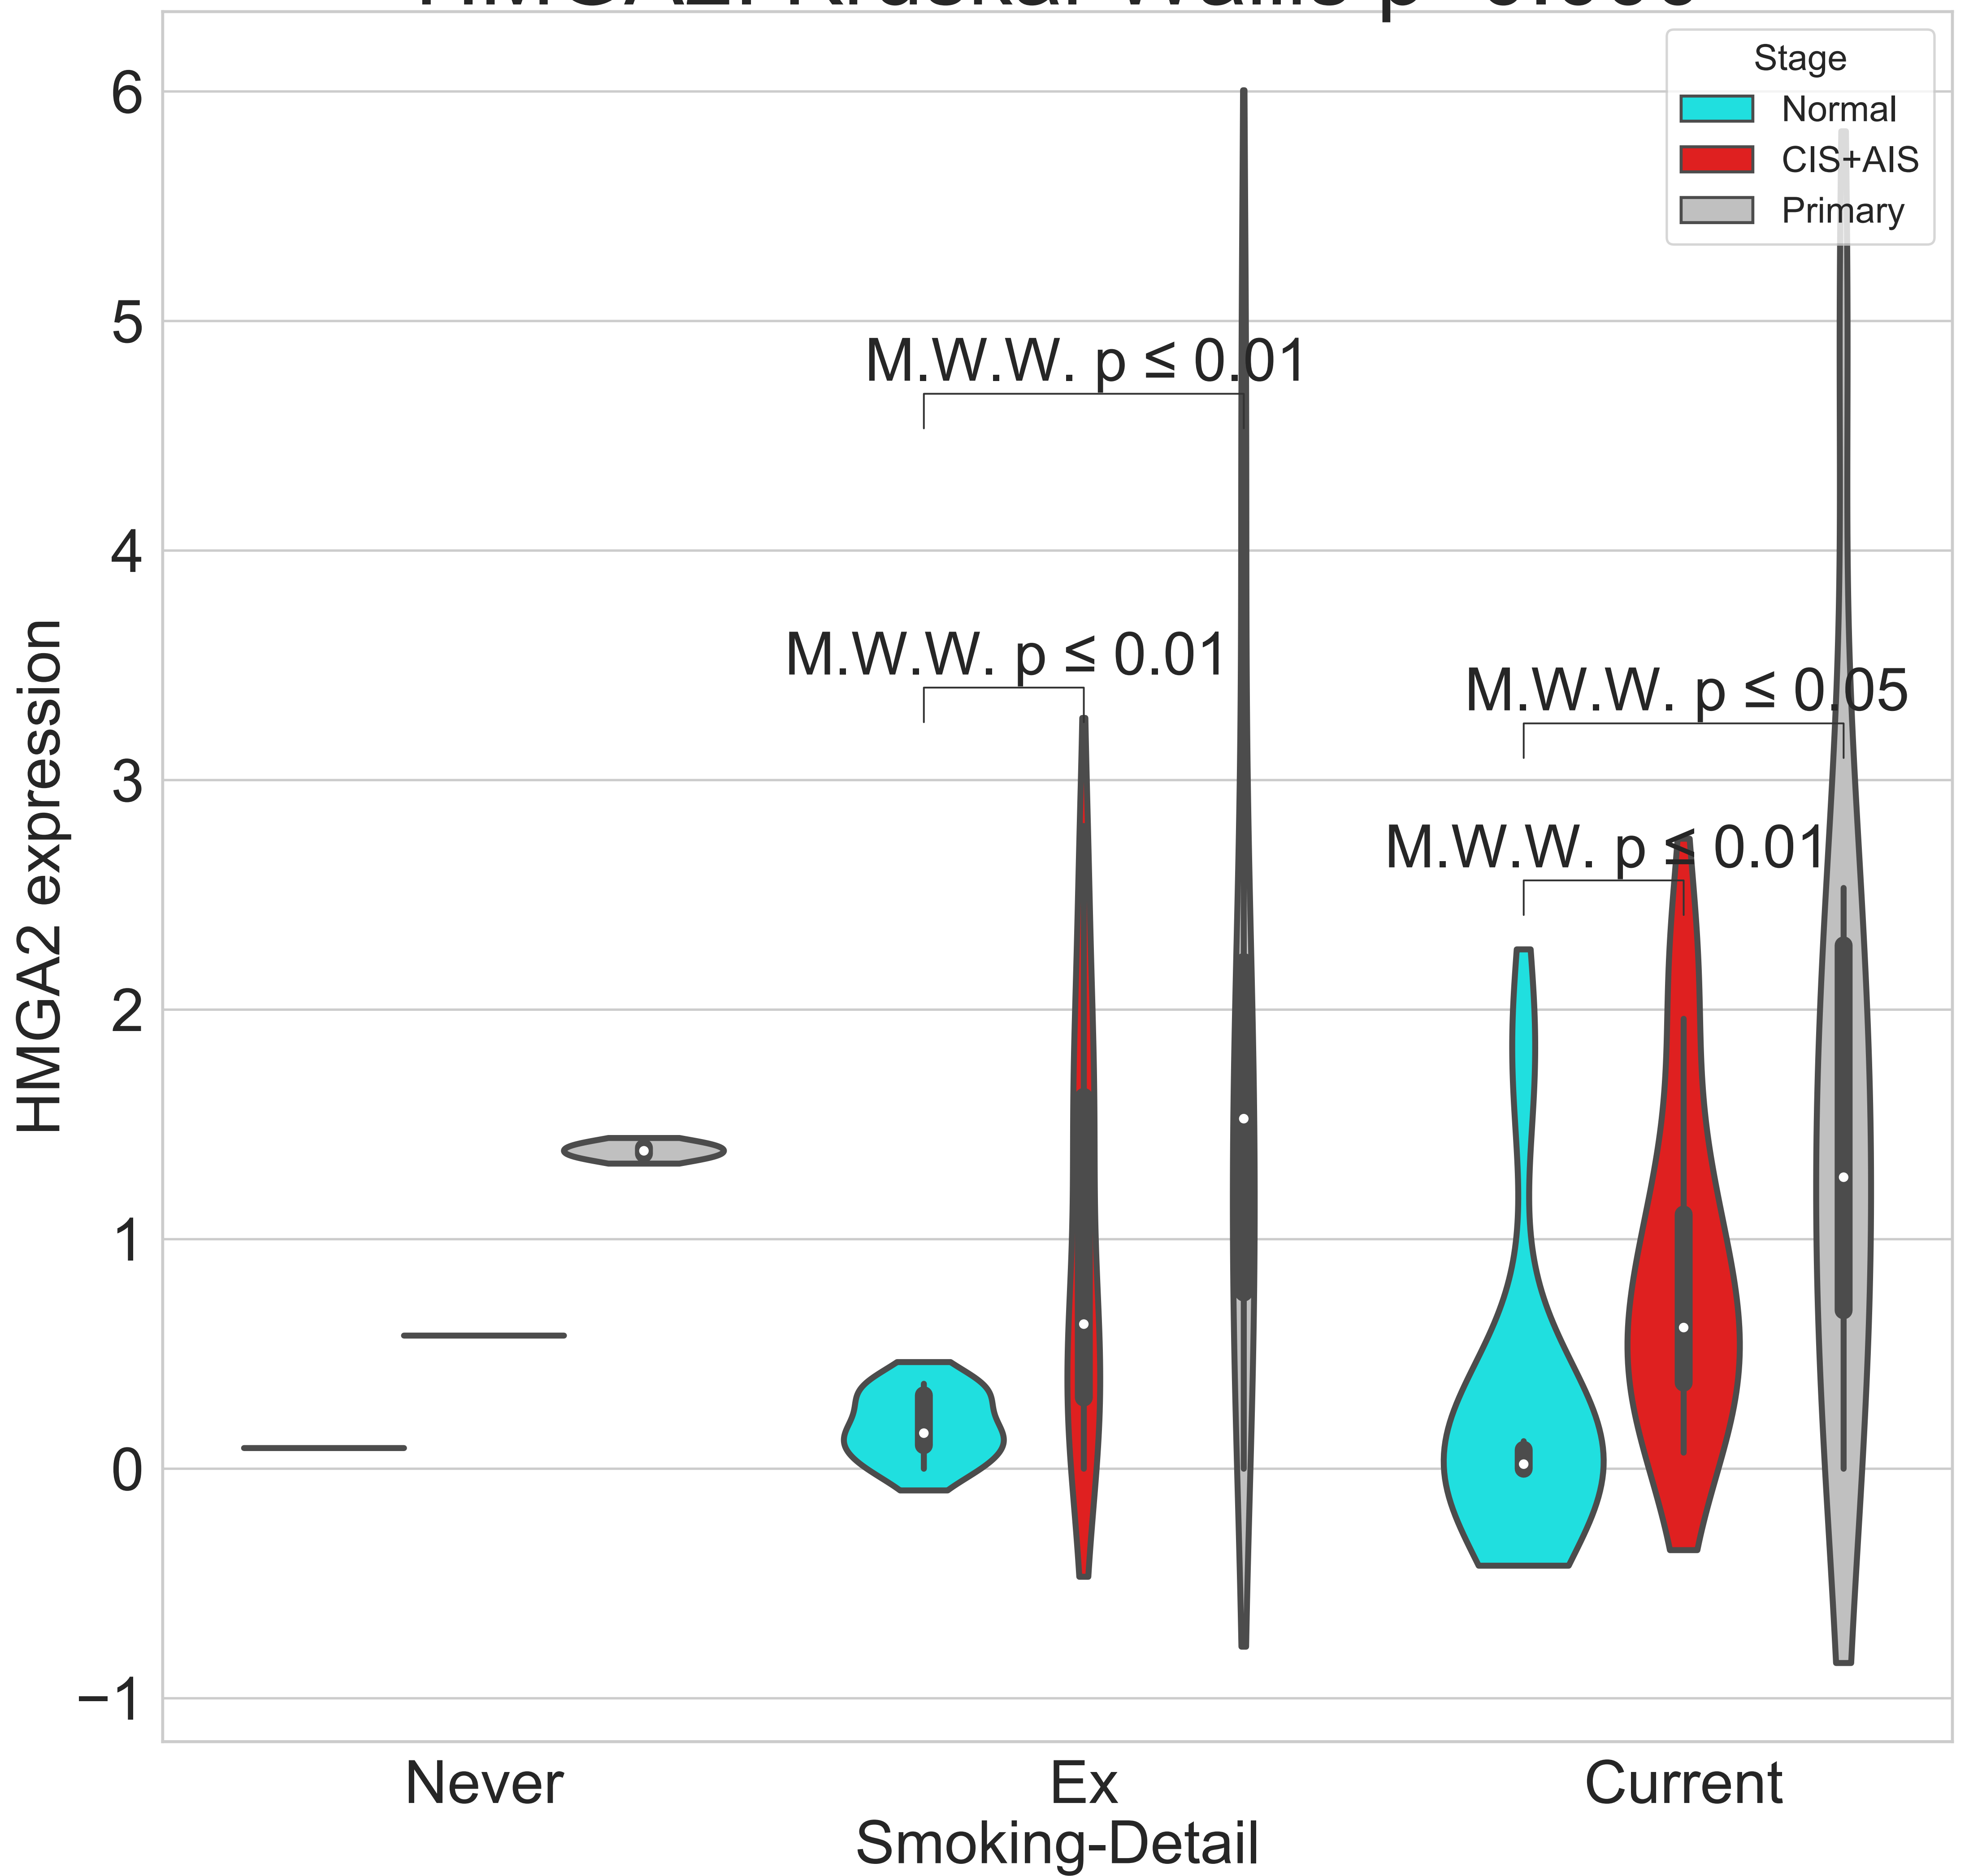 Stage
Normal
CIS+AIS
Primary
6
5
4
3
2
1
0
−1
HMGA2 expression
M.W.W. p ≤ 0.01
M.W.W. p ≤ 0.01
M.W.W. p ≤ 0.05
M.W.W. p ≤ 0.01
Never
Ex
Current
Smoking-Detail